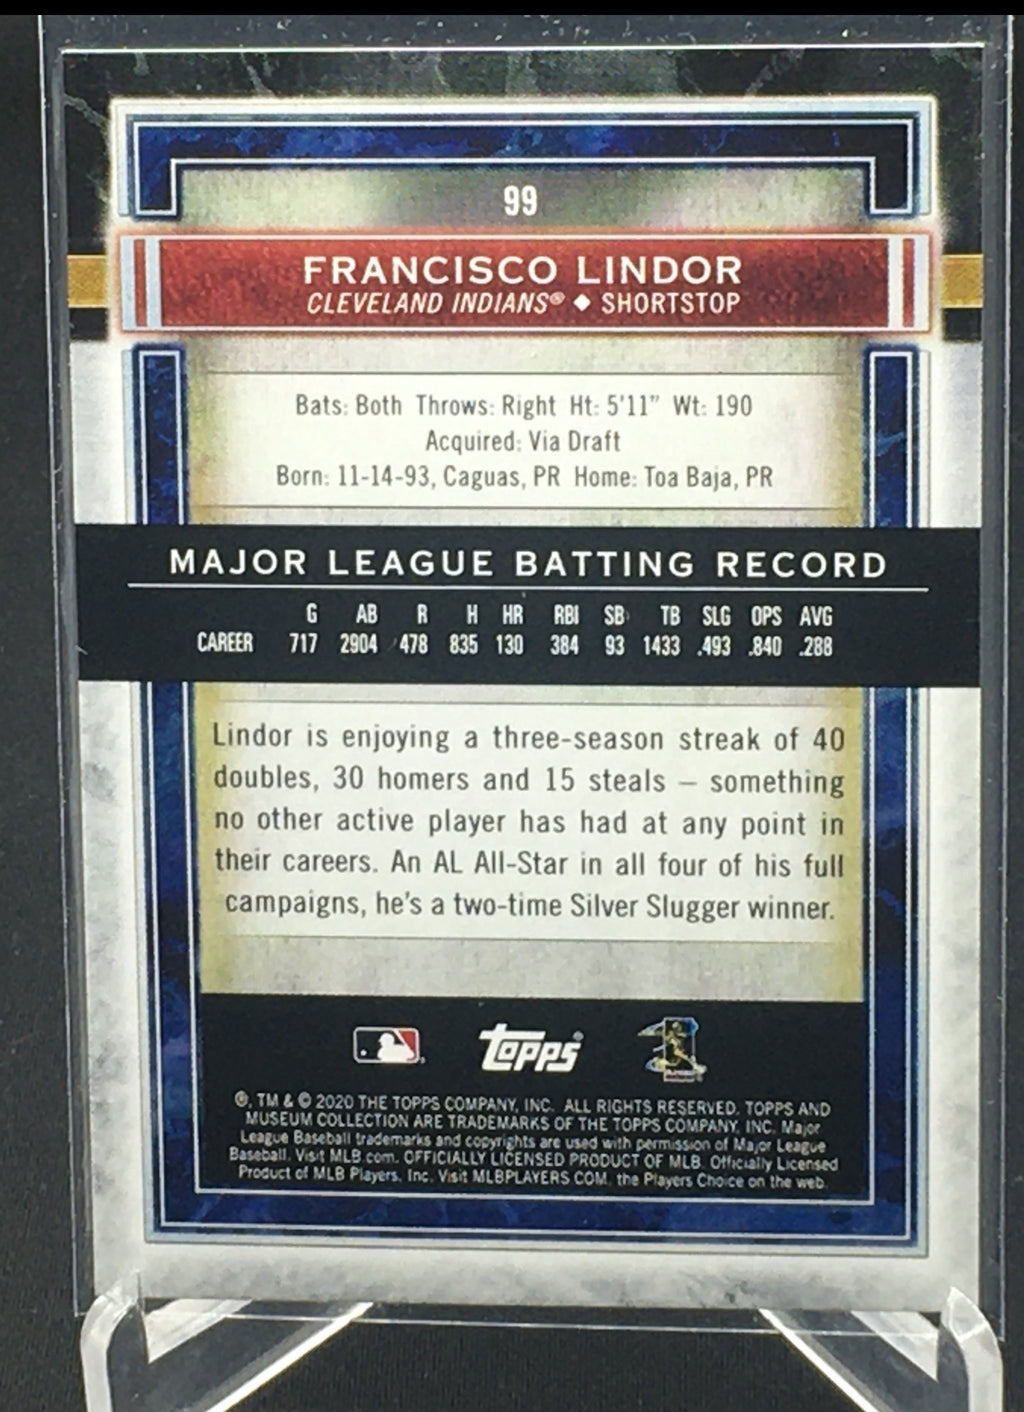 99
FRANCISCO LINDOR
CLEVELAND INDIANS® ◆ SHORTSTOP
Bats: Both Throws: Right Ht: 5'11” Wt: 190
Acquired: Via Draft
Born: 11-14-93, Caguas, PR Home: Toa Baja, PR
MAJOR LEAGUE BATTING RECORD
G AB R H HR RBI SB TB SLG OPS AVG
CAREER 717 2904 478 835 130 384 93 1433 .493 .840 .288
Lindor is enjoying a three-season streak of 40
doubles, 30 homers and 15 steals – something
no other active player has had at any point in
their careers. An AL All-Star in all four of his full
campaigns, he's a two-time Silver Slugger winner.
Topps®
®, TM & © 2020 THE TOPPS COMPANY, INC. ALL RIGHTS RESERVED. TOPPS AND
MUSEUM COLLECTION ARE TRADEMARKS OF THE TOPPS COMPANY, INC. Major
League Baseball trademarks and copyrights are used with permission of Major League
Baseball. Visit MLB.com. OFFICIALLY LICENSED PRODUCT OF MLB. Officially Licensed
Product of MLB Players, Inc. Visit MLBPLAYERS.COM, the Players Choice on the web.